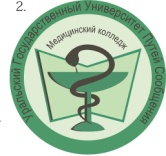 2.
Уральский Государственный Университет Путей Сообщения
Медицинский колледж